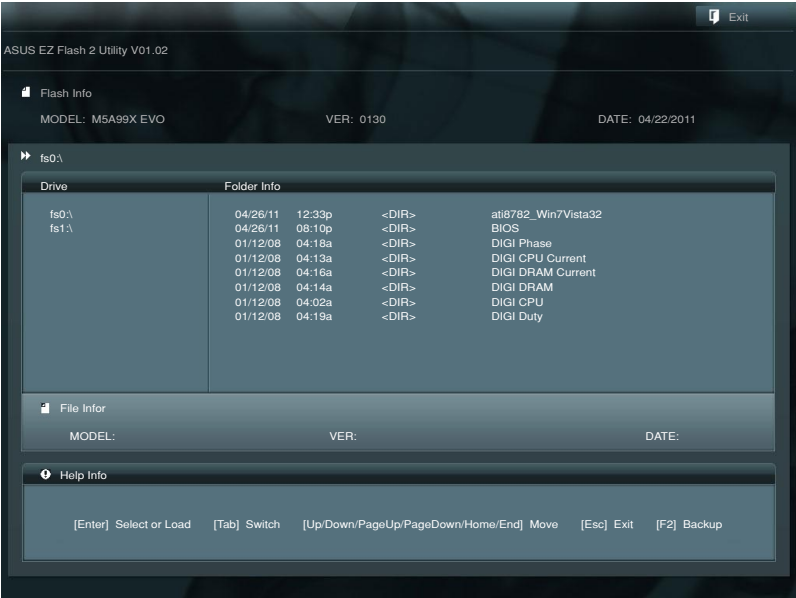 Exit
ASUS EZ Flash 2 Utility V01.02
Flash Info
MODEL: M5A99X EVO VER: 0130 DATE: 04/22/2011
fs0:\
Drive Folder Info
fs0:\ 04/26/11 12:33p <DIR> ati8782_Win7Vista32
fs1:\ 04/26/11 08:10p <DIR> BIOS
01/12/08 04:18a <DIR> DIGI Phase
01/12/08 04:13a <DIR> DIGI CPU Current
01/12/08 04:16a <DIR> DIGI DRAM Current
01/12/08 04:14a <DIR> DIGI DRAM
01/12/08 04:02a <DIR> DIGI CPU
01/12/08 04:19a <DIR> DIGI Duty
File Infor
MODEL: VER: DATE:
Help Info
[Enter] Select or Load [Tab] Switch [Up/Down/PageUp/PageDown/Home/End] Move [Esc] Exit [F2] Backup